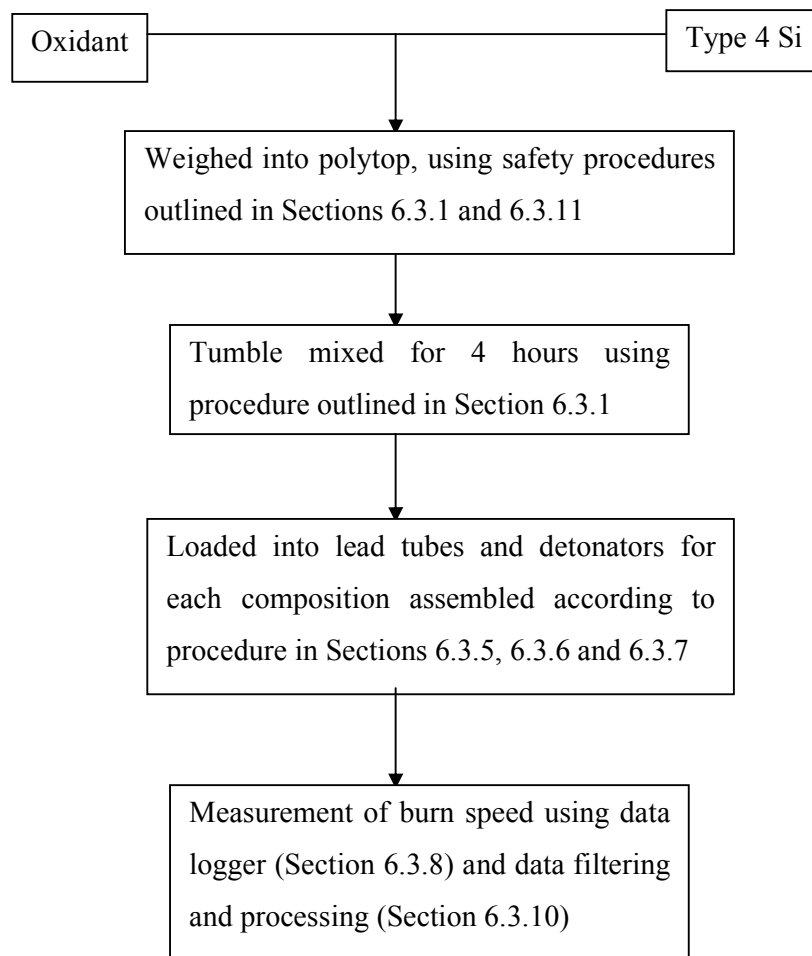 Oxidant
Type 4 Si
Weighed into polytop, using safety procedures
outlined in Sections 6.3.1 and 6.3.11
Tumble mixed for 4 hours using
procedure outlined in Section 6.3.1
Loaded into lead tubes and detonators for
each composition assembled according to
procedure in Sections 6.3.5, 6.3.6 and 6.3.7
Measurement of burn speed using data
logger (Section 6.3.8) and data filtering
and processing (Section 6.3.10)